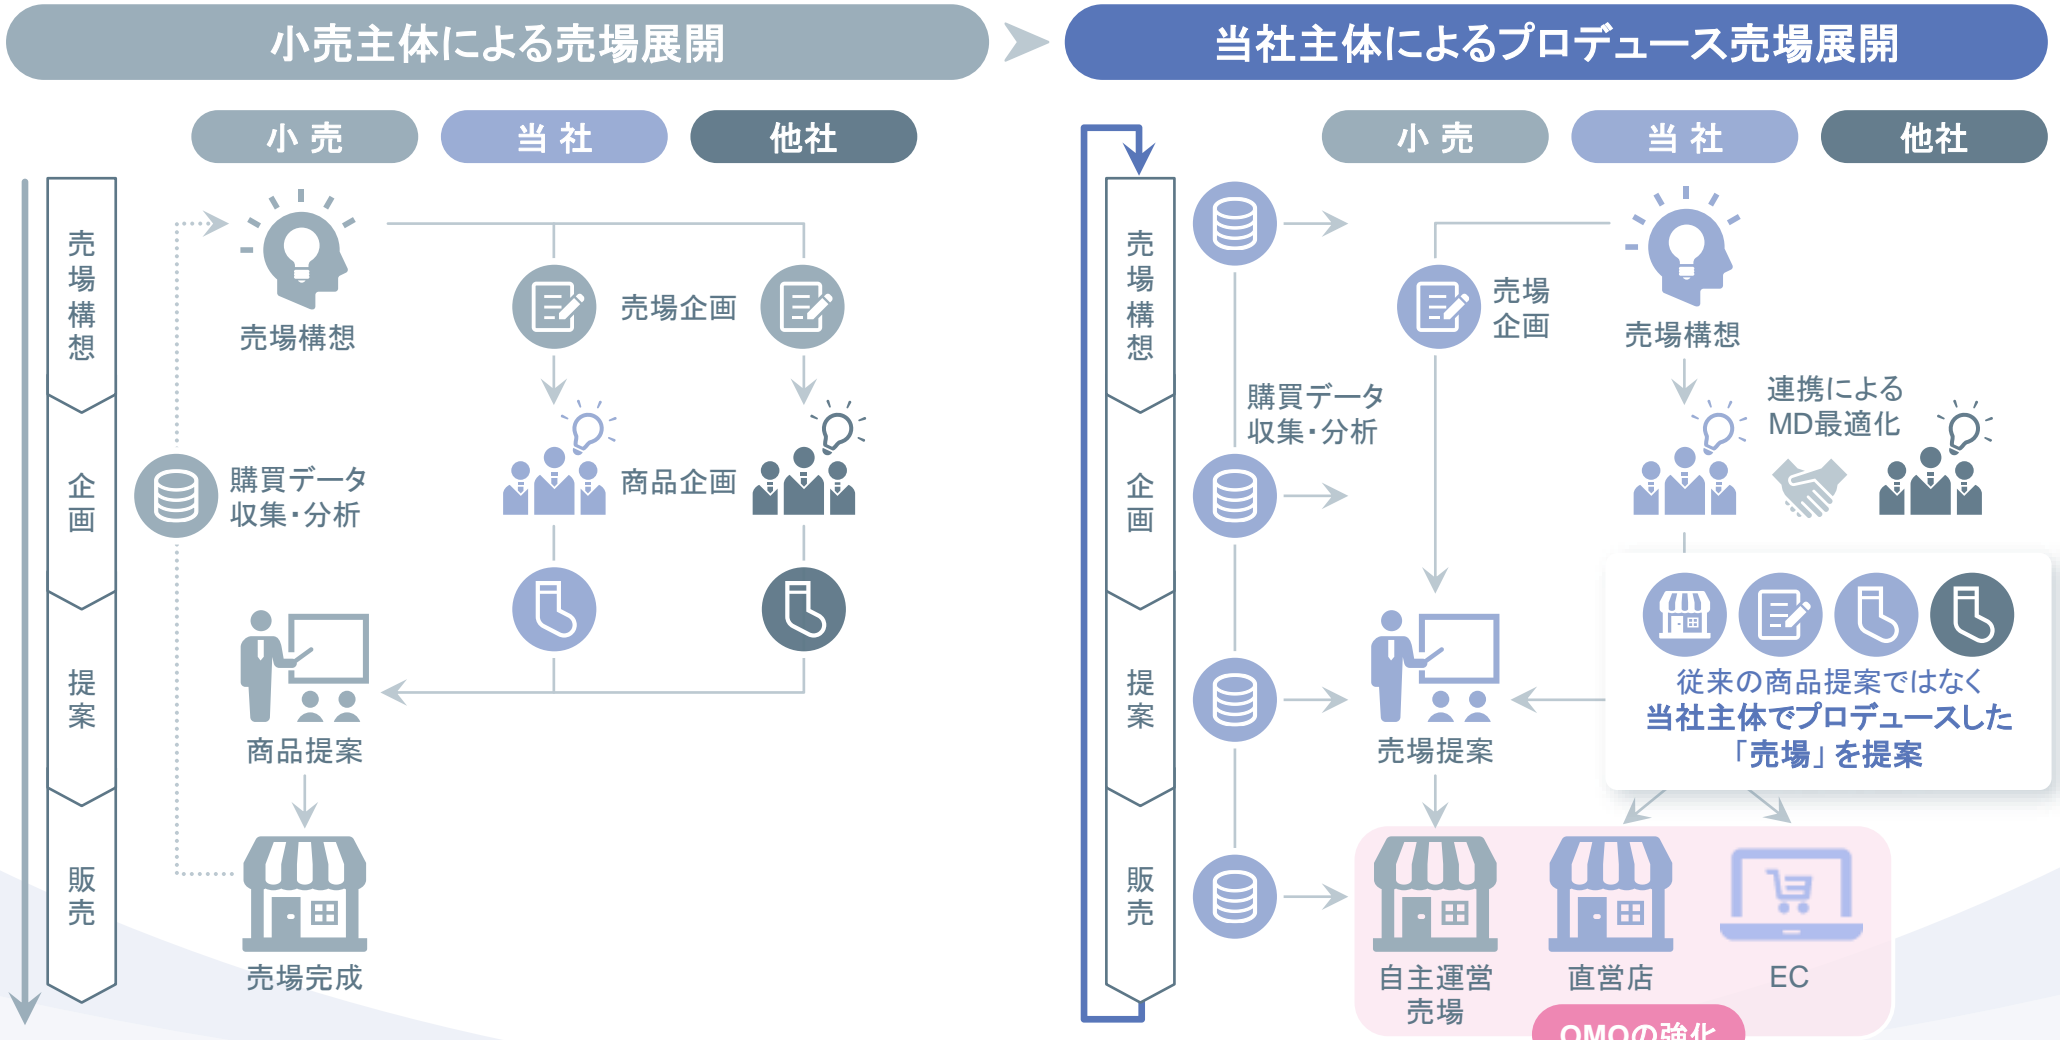 小売主体による売場展開
小売
当社
他社
売場構想
企画
提案
販売
売場構想
売場企画
商品企画
購買データ
収集・分析
商品提案
売場完成
当社主体によるプロデュース売場展開
小売
当社
他社
売場構想
企画
提案
販売
売場
企画
売場構想
購買データ
収集・分析
連携による
MD最適化
従来の商品提案ではなく
当社主体でプロデュースした
「売場」を提案
売場提案
自主運営
売場
直営店
EC
OMOの強化